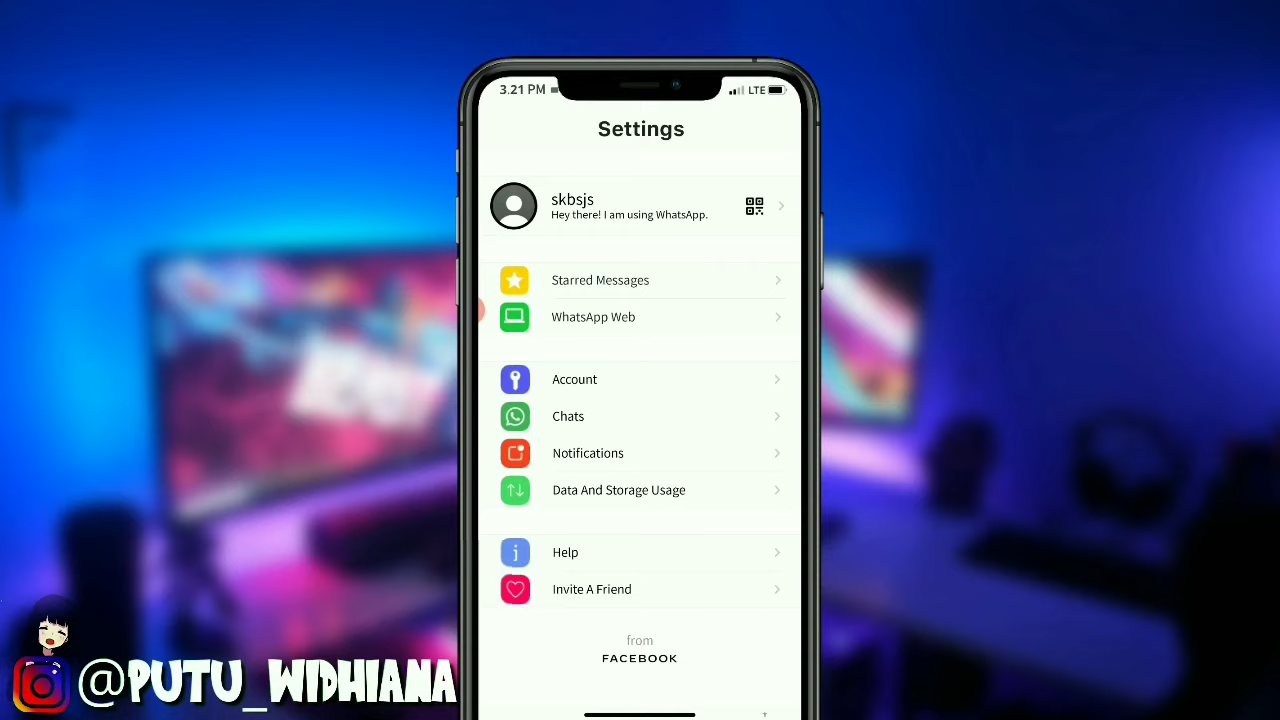 3.21 PM
LTE
Settings
skbsjs
Hey there! I am using WhatsApp.
Starred Messages
WhatsApp Web
Account
Chats
Notifications
Data And Storage Usage
Help
Invite A Friend
from
FACEBOOK
@PUTU_WIDHIANA